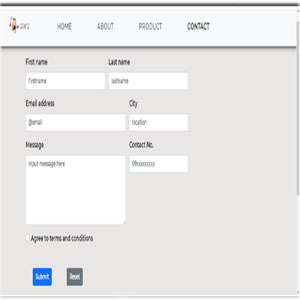 HOME ABOUT PRODUCT CONTACT
First name Last name
firstname lastname
Email address City
@email location
Message Contact No.
input message here 09xxxxxxxxx
Agree to terms and conditions
Submit Reset